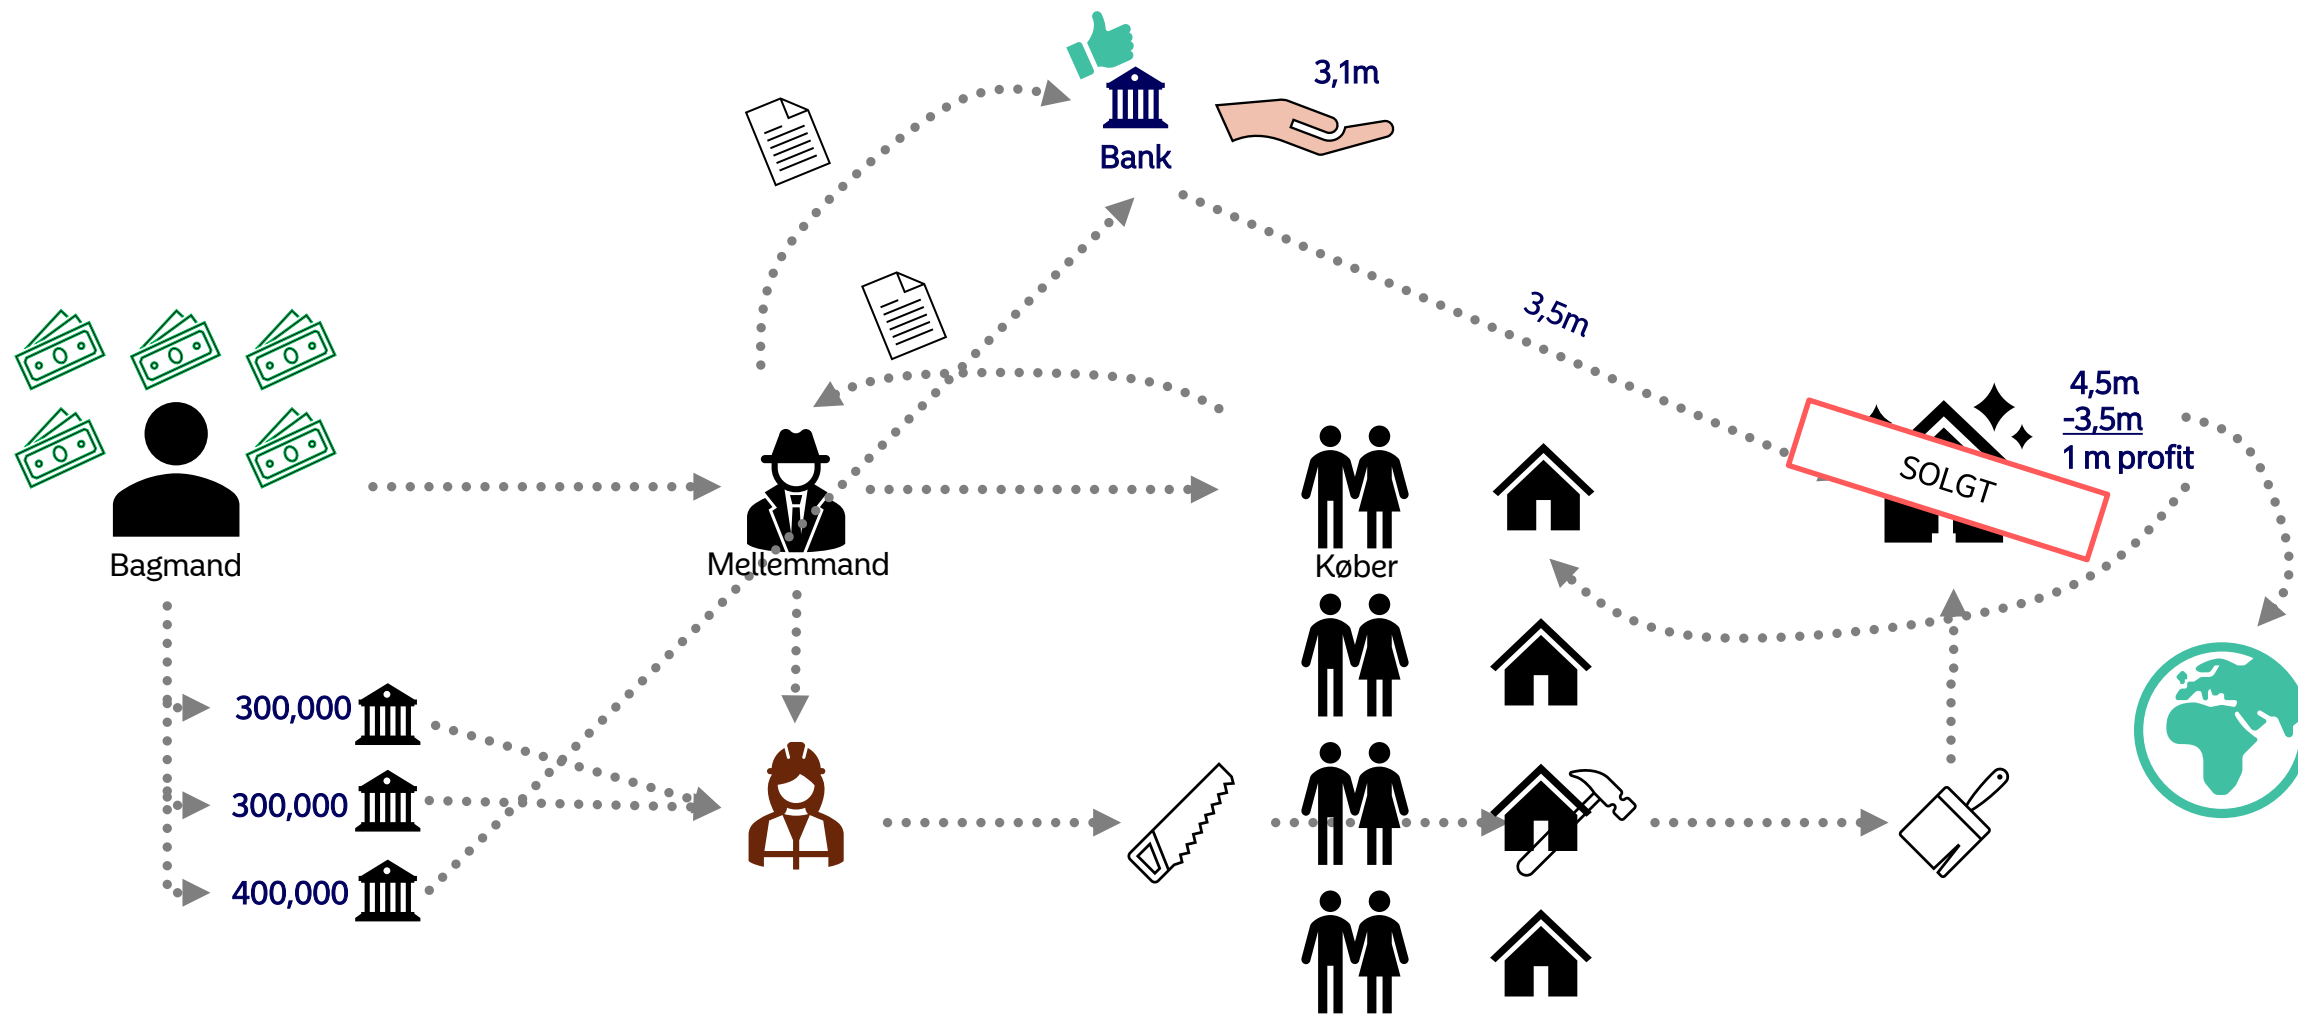 3,1m
Bank
3,5m
4,5m
-3,5m
1 m profit
SOLGT
Bagmand
Mellemmand
Køber
300,000
300,000
400,000